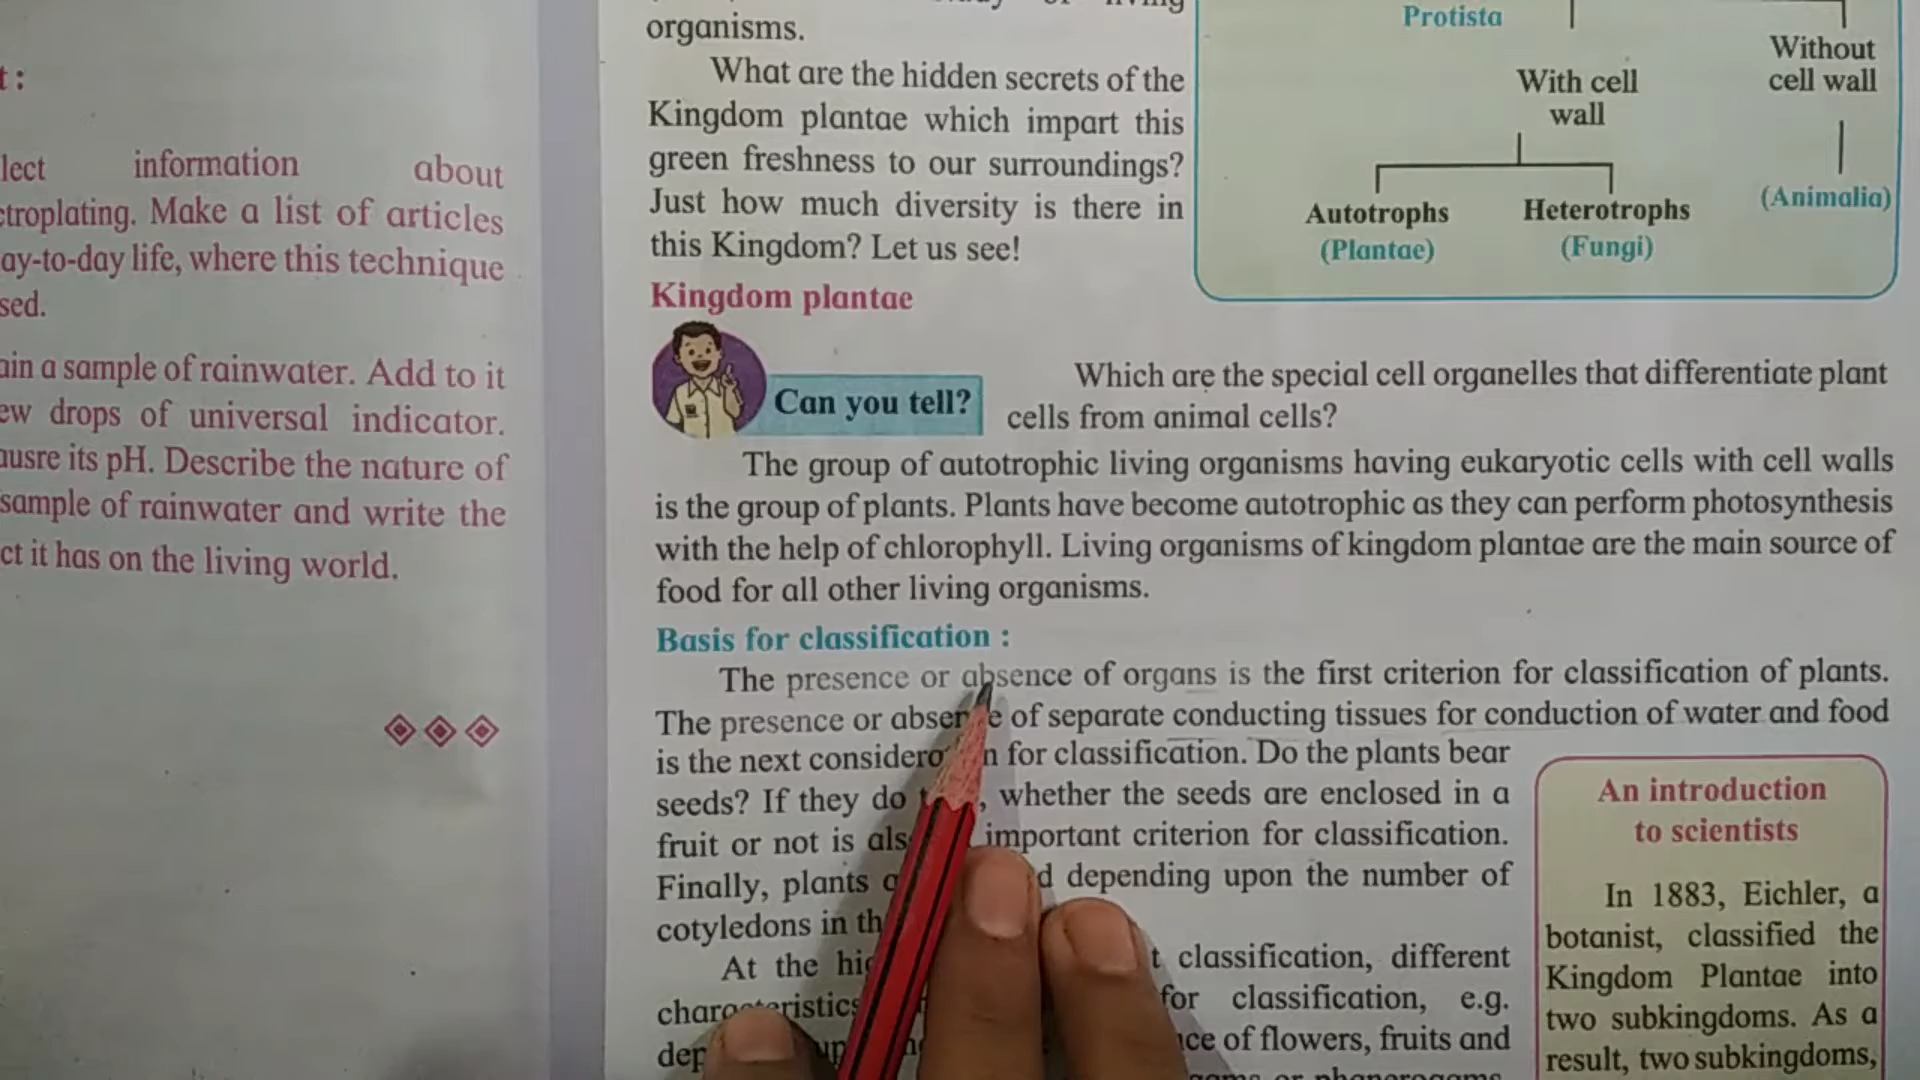 t :
lect information about
ctroplating. Make a list of articles
ay-to-day life, where this technique
sed.
ain a sample of rainwater. Add to it
ew drops of universal indicator.
ausre its pH. Describe the nature of
sample of rainwater and write the
ct it has on the living world.
organisms.
What are the hidden secrets of the
Kingdom plantae which impart this
green freshness to our surroundings?
Just how much diversity is there in
this Kingdom? Let us see!
Protista
With cell
wall
Without
cell wall
Autotrophs
(Plantae)
Heterotrophs
(Fungi)
(Animalia)
Kingdom plantae
Can you tell?
Which are the special cell organelles that differentiate plant
cells from animal cells?
The group of autotrophic living organisms having eukaryotic cells with cell walls
is the group of plants. Plants have become autotrophic as they can perform photosynthesis
with the help of chlorophyll. Living organisms of kingdom plantae are the main source of
food for all other living organisms.
Basis for classification :
The presence or absence of organs is the first criterion for classification of plants.
The presence or absence of separate conducting tissues for conduction of water and food
is the next for classification. Do the plants bear
seeds? If they do whether the seeds are enclosed in a
fruit or not is important criterion for classification.
Finally, plants depending upon the number of
cotyledons in
At the classification, different
for classification, e.g.
of flowers, fruits and
or phanerogams
An introduction
to scientists
In 1883, Eichler, a
botanist, classified the
Kingdom Plantae into
two subkingdoms. As a
result, two subkingdoms,